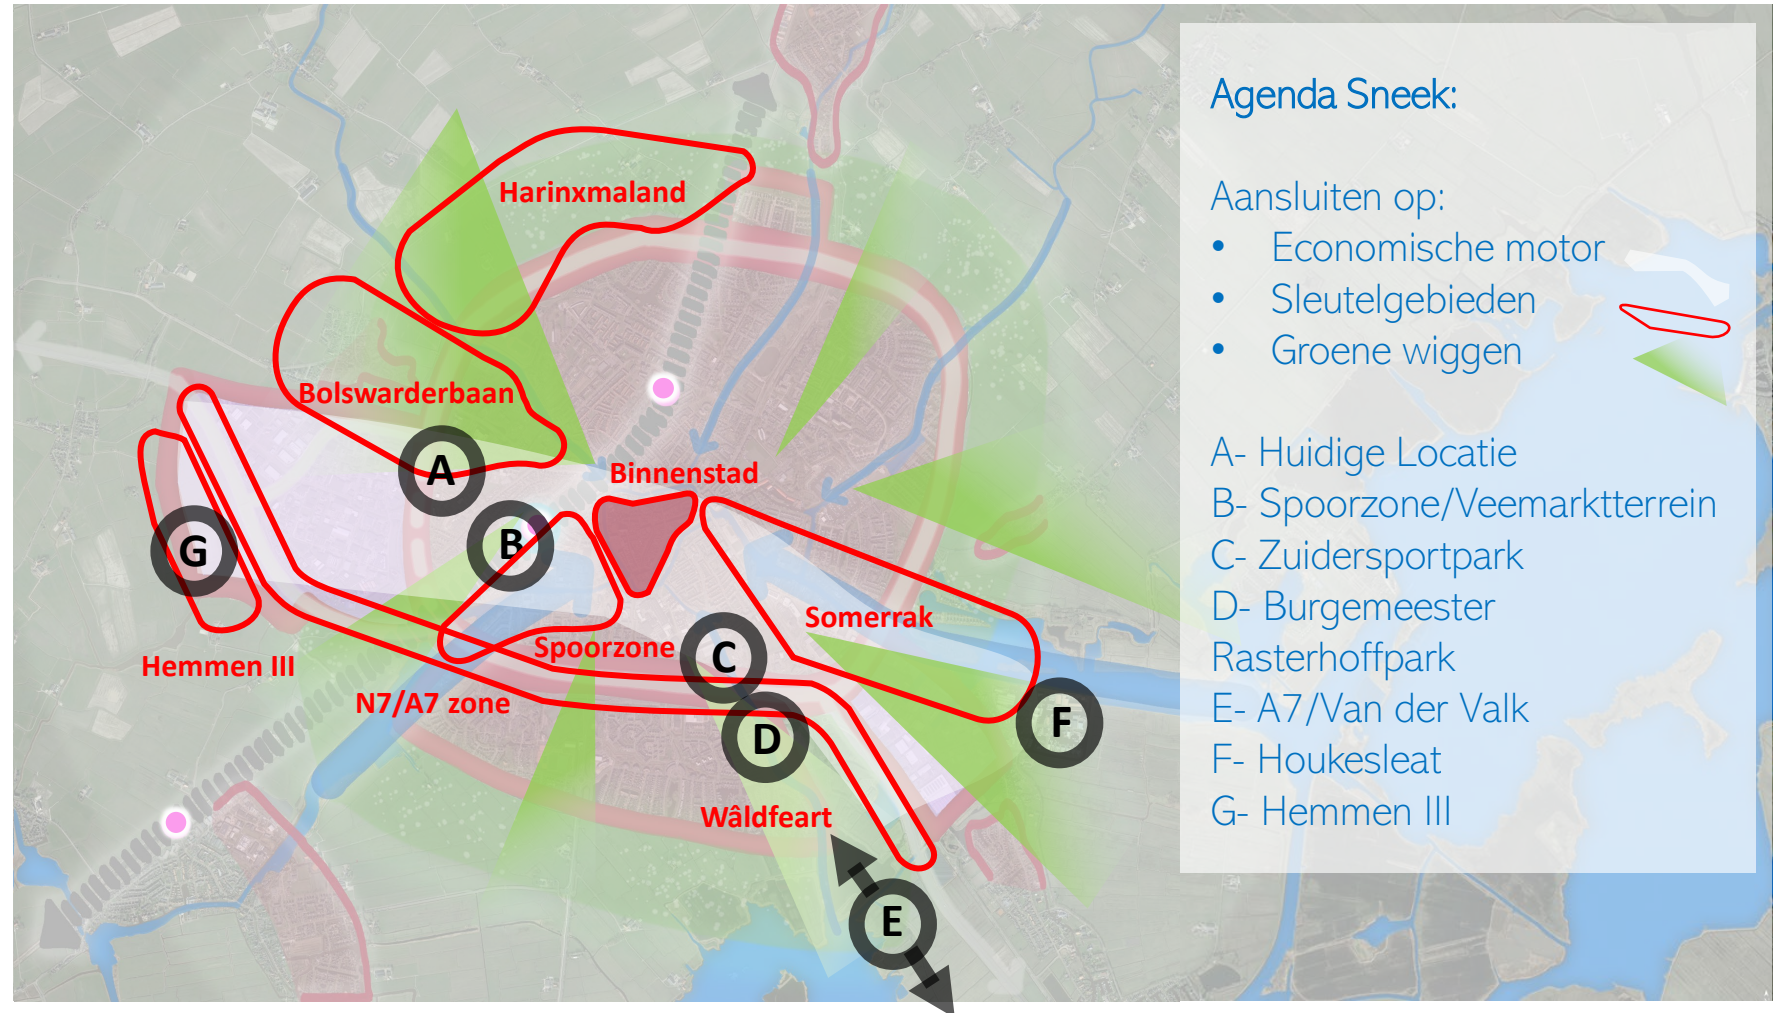 Agenda Sneek:
Aansluiten op:
• Economische motor
• Sleutelgebieden
• Groene wiggen
A- Huidige Locatie
B- Spoorzone/Veemarktterrein
C- Zuidersportpark
D- Burgemeester
Rasterhoffpark
E- A7/Van der Valk
F- Houkesleat
G- Hemmen III
Harinxmaland
Bolswarderbaan
A
Binnenstad
B
G
Somerrak
Spoorzone
C
Hemmen III
N7/A7 zone
F
D
Wâldfeart
E